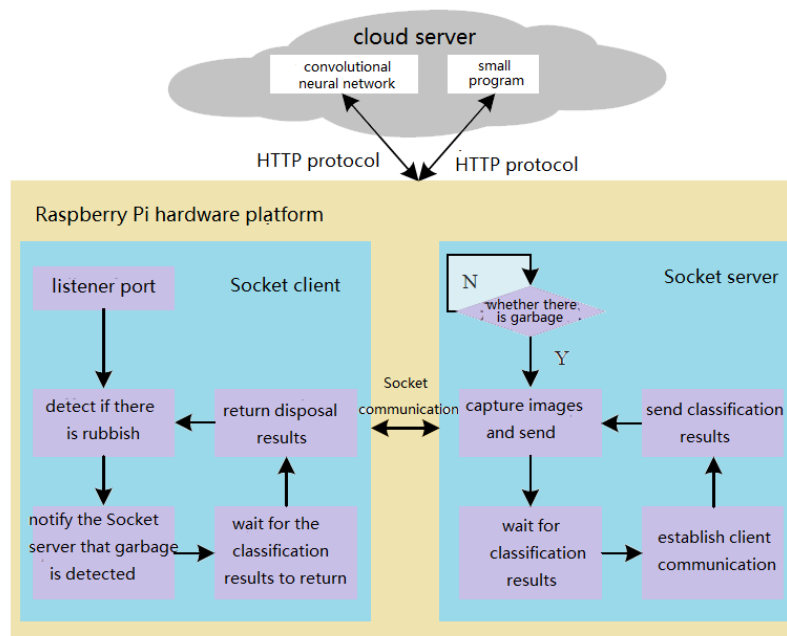 cloud server
convolutional
neural network
small
program
HTTP protocol
HTTP protocol
Raspberry Pi hardware platform
listener port
Socket client
detect if there
is rubbish
return disposal
results
notify the Socket
server that garbage
is detected
wait for the
classification
results to return
Socket
communication
Socket server
N
whether there
is garbage
Y
capture images
and send
send classification
results
wait for
classification
results
establish client
communication